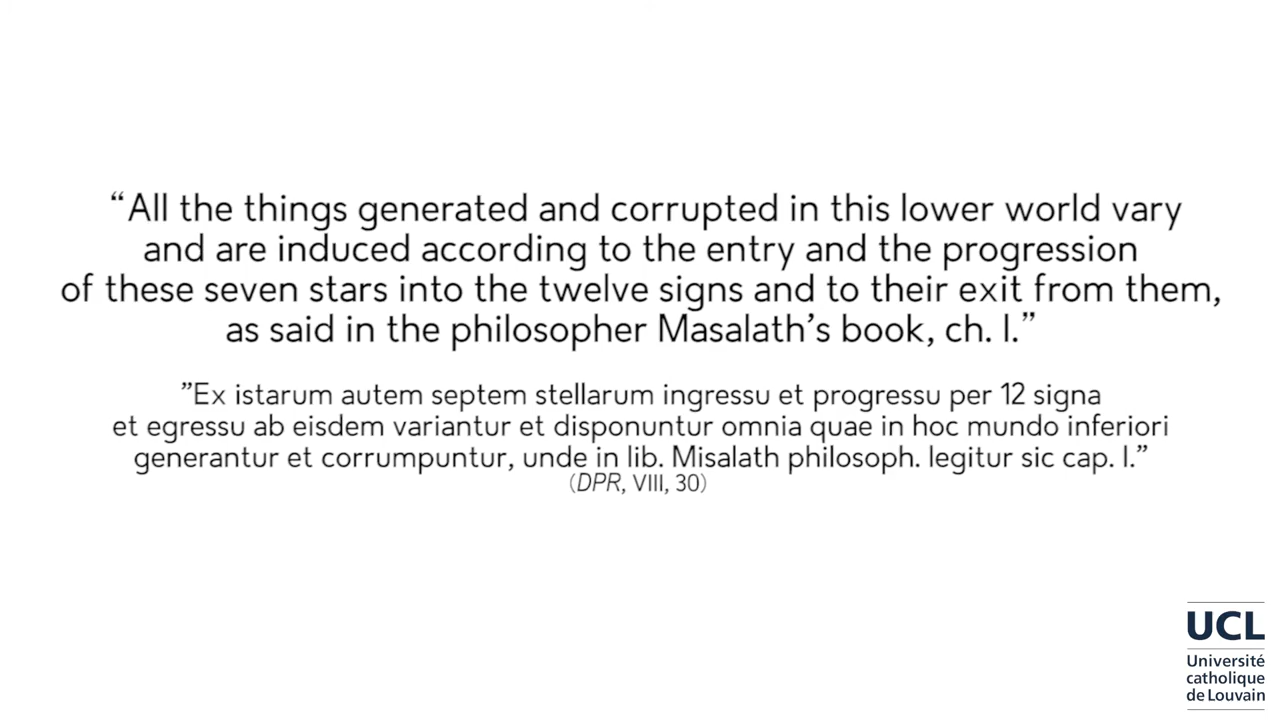 “All the things generated and corrupted in this lower world vary
and are induced according to the entry and the progression
of these seven stars into the twelve signs and to their exit from them,
as said in the philosopher Masalath’s book, ch. I.”
”Ex istarum autem septem stellarum ingressu et progressu per 12 signa
et egressu ab eisdem variantur et disponuntur omnia quae in hoc mundo inferiori
generantur et corrumpuntur, unde in lib. Misalath philosoph. legitur sic cap. I.”
(DPR, VIII, 30)
UCL
Université
catholique
de Louvain